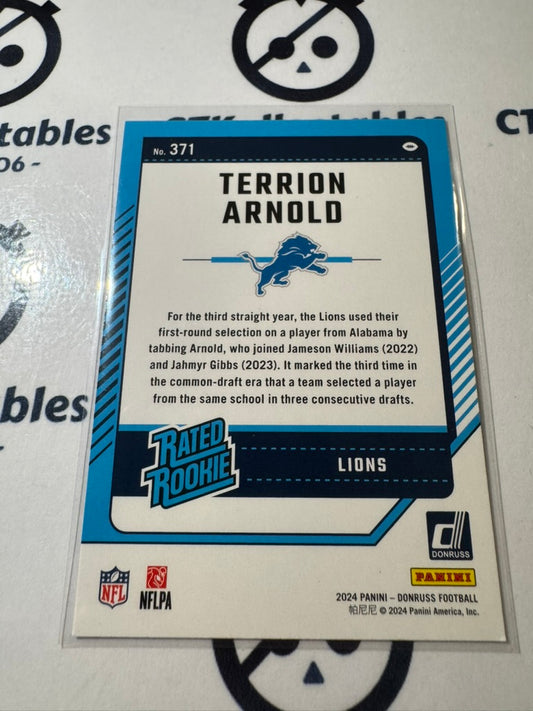 CTK
tables
06 -
CT
bles
No. 371
TERRION
ARNOLD
For the third straight year, the Lions used their
first-round selection on a player from Alabama by
tabbing Arnold, who joined Jameson Williams (2022)
and Jahmyr Gibbs (2023). It marked the third time in
the common-draft era that a team selected a player
from the same school in three consecutive drafts.
RATED
ROOKIE
LIONS
d
DONRUSS
PANINI
NFL
NFLPA
2024 PANINI – DONRUSS FOOTBALL
帕尼尼 © 2024 Panini America, Inc.